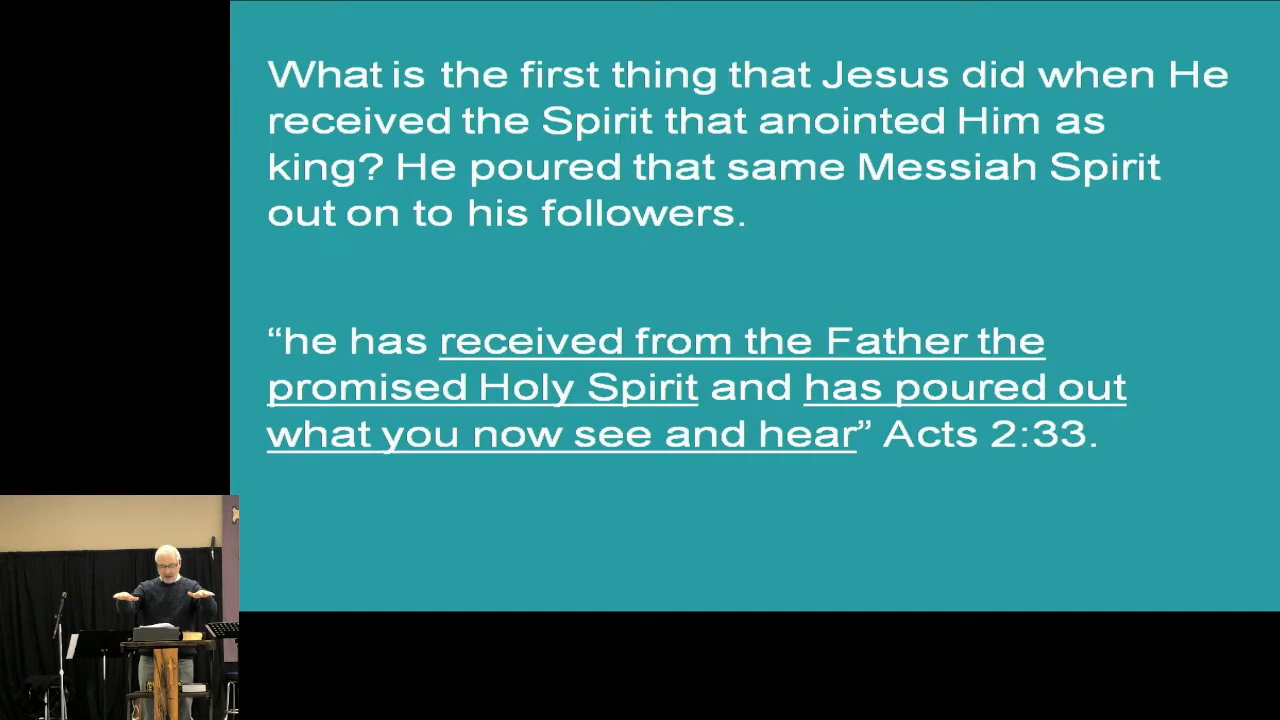 What is the first thing that Jesus did when He
received the Spirit that anointed Him as
king? He poured that same Messiah Spirit
out on to his followers.
“he has received from the Father the
promised Holy Spirit and has poured out
what you now see and hear” Acts 2:33.